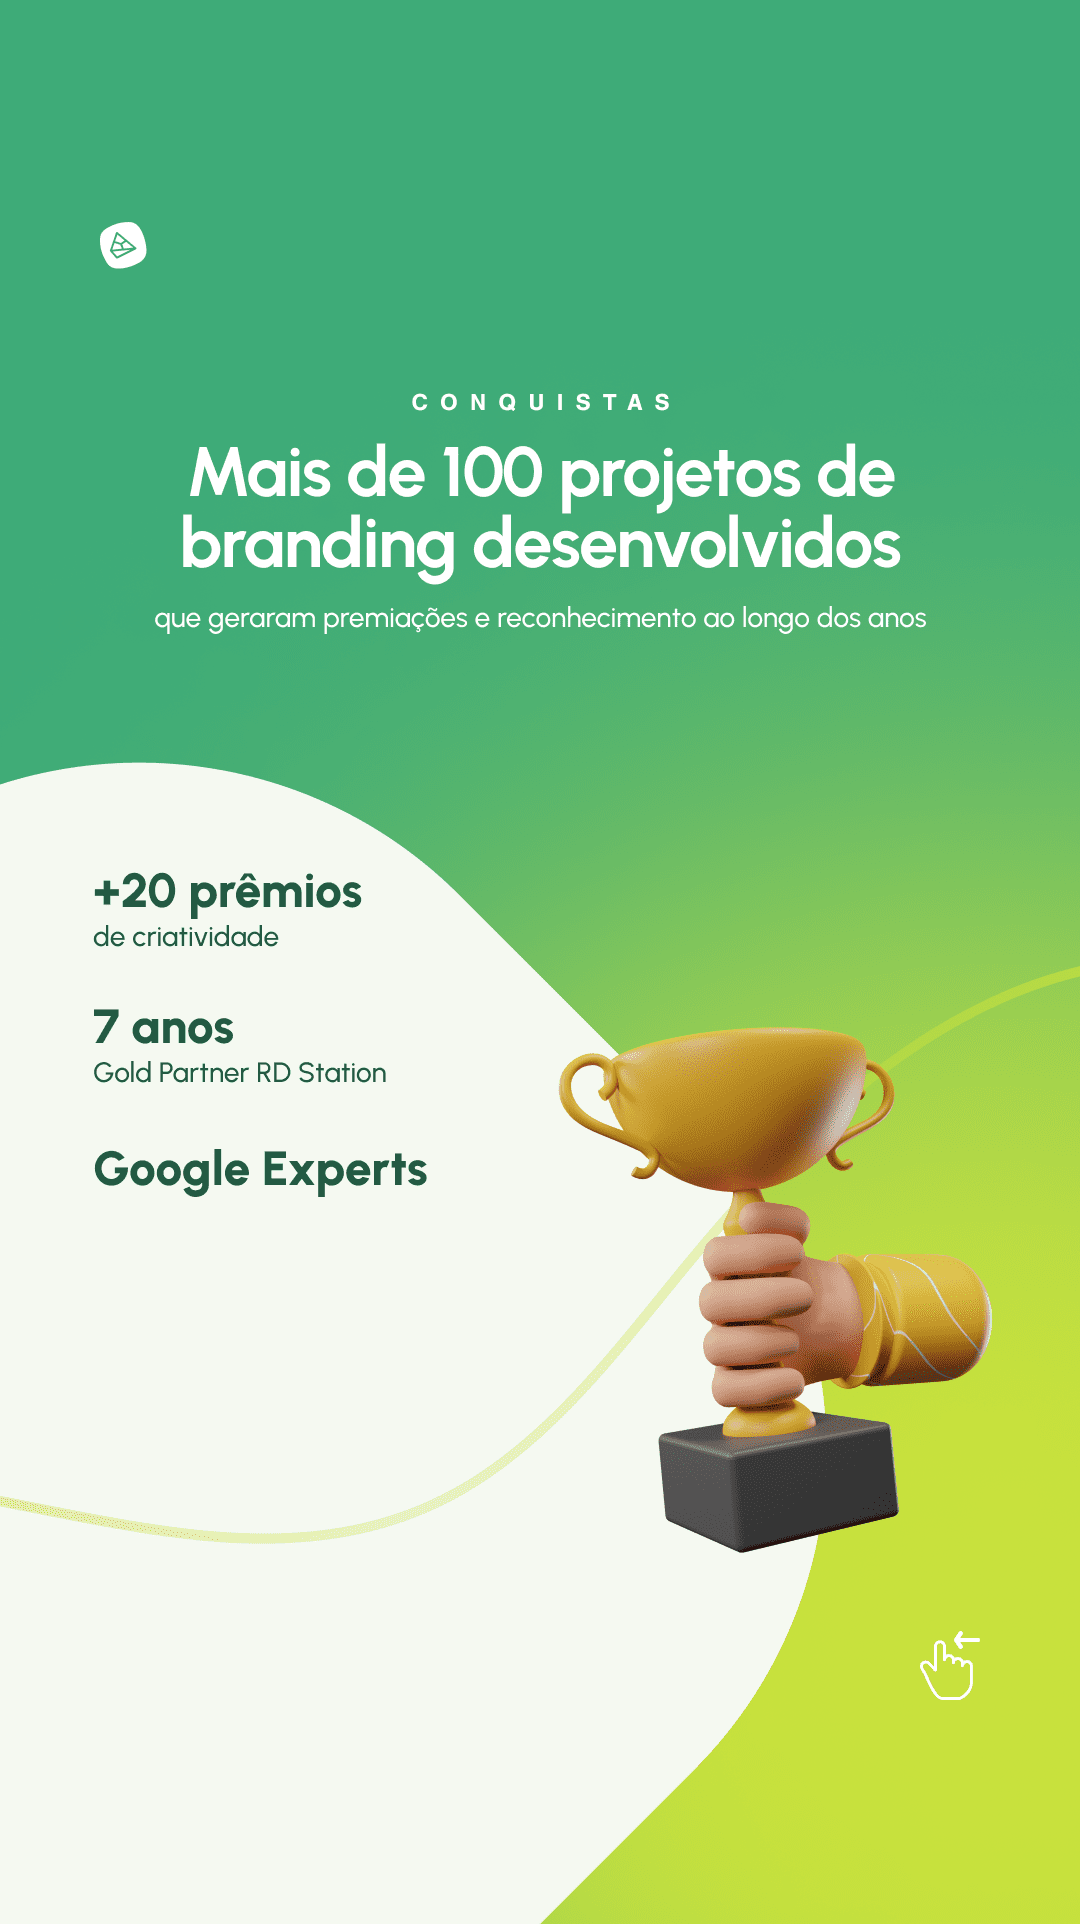 CONQUISTAS
Mais de 100 projetos de
branding desenvolvidos
que geraram premiações e reconhecimento ao longo dos anos
+20 prêmios
de criatividade
7 anos
Gold Partner RD Station
Google Experts